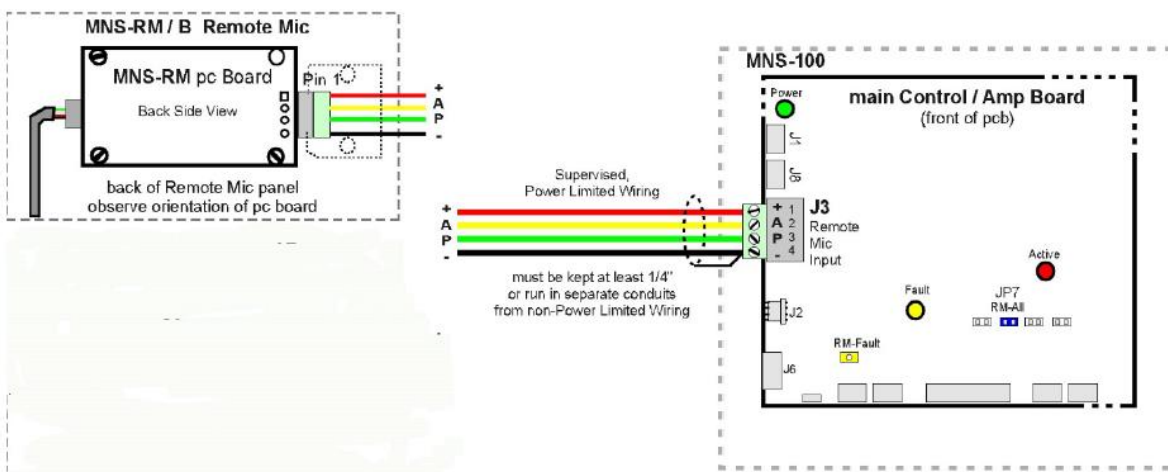 MNS-RM / B Remote Mic
MNS-RM pc Board
Back Side View
Pin 1
+
A
P
-
back of Remote Mic panel
observe orientation of pc board
Supervised,
Power Limited Wiring
+
A
P
-
must be kept at least 1/4"
or run in separate conduits
from non-Power Limited Wiring
MNS-100
Power
main Control / Amp Board
(front of pcb)
J1
J8
+ 1
A 2
P 3
- 4
J3
Remote
Mic
Input
Active
Fault
JP7
RM-All
J2
RM-Fault
J6